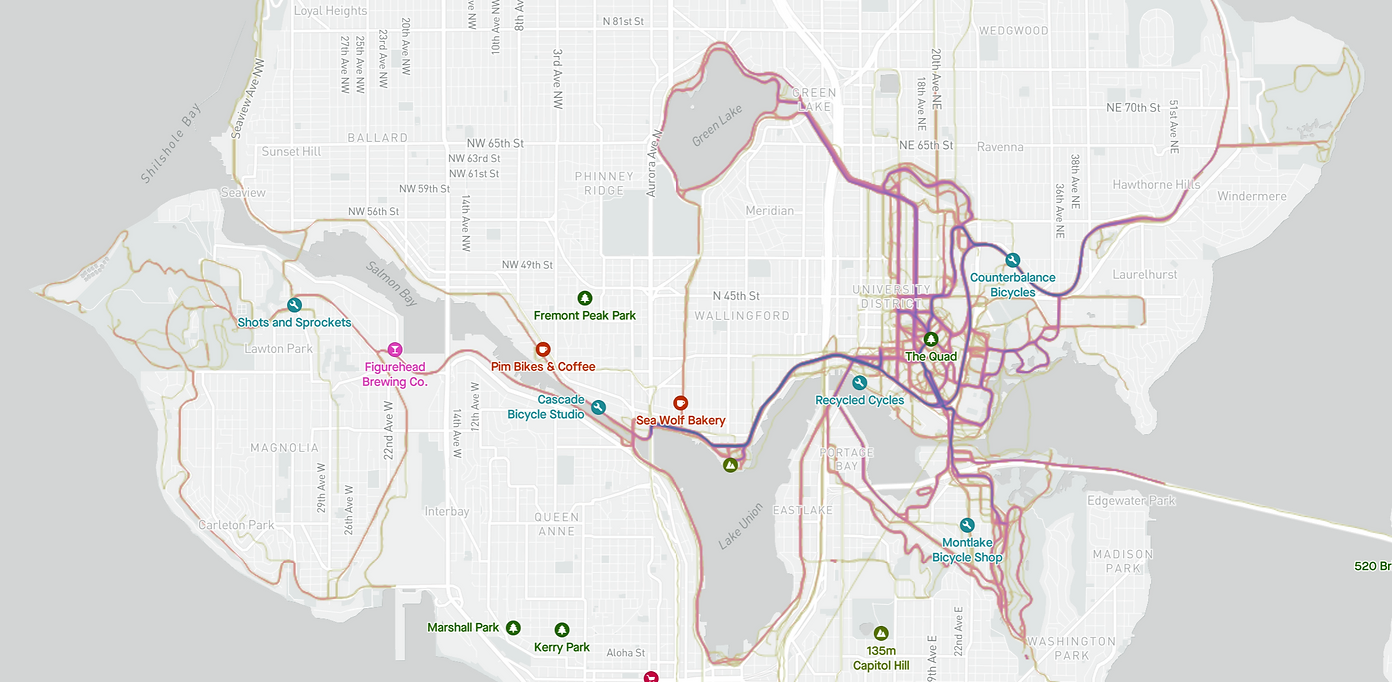 Loyal Heights
N 81st St
8th Av
10th Ave NW
NW
20th Ave NW
23rd Ave NW
25th Ave NW
27th Ave NW
3rd Ave NW
WEDGWOOD
20th Ave NE
18th Ave NE
GREEN
LAKE
NE 70th St
51st Ave NE
Seaview Ave NW
Shilshole Bay
BALLARD
Sunset Hill
NW 65th St
NW 63rd St
NW 61st St
NW 59th St
NW 56th St
14th Ave NW
Aurora Ave N
Green Lake
PHINNEY
RIDGE
NE 65th St
Ravenna
38th Ave NE
36th Ave NE
Hawthorne Hills
Windermere
Seaview
Meridian
NW 49th St
Salmon Bay
Counterbalance
Bicycles
Laurelhurst
UNIVERSITY
DISTRICT
N 45th St
WALLINGFORD
Fremont Peak Park
Shots and Sprockets
Lawton Park
The Quad
Figurehead
Brewing Co.
Pim Bikes & Coffee
Cascade
Bicycle Studio
Recycled Cycles
Sea Wolf Bakery
22nd Ave W
14th Ave W
12th Ave W
MAGNOLIA
29th Ave W
26th Ave W
PORTAGE
BAY
Edgewater Park
Carleton Park
Interbay
QUEEN
ANNE
Lake Union
EASTLAKE
Montlake
Bicycle Shop
MADISON
PARK
520 Br
Marshall Park
Kerry Park
Aloha St
135m
Capitol Hill
9th Ave E
22nd Ave E
WASHINGTON
PARK